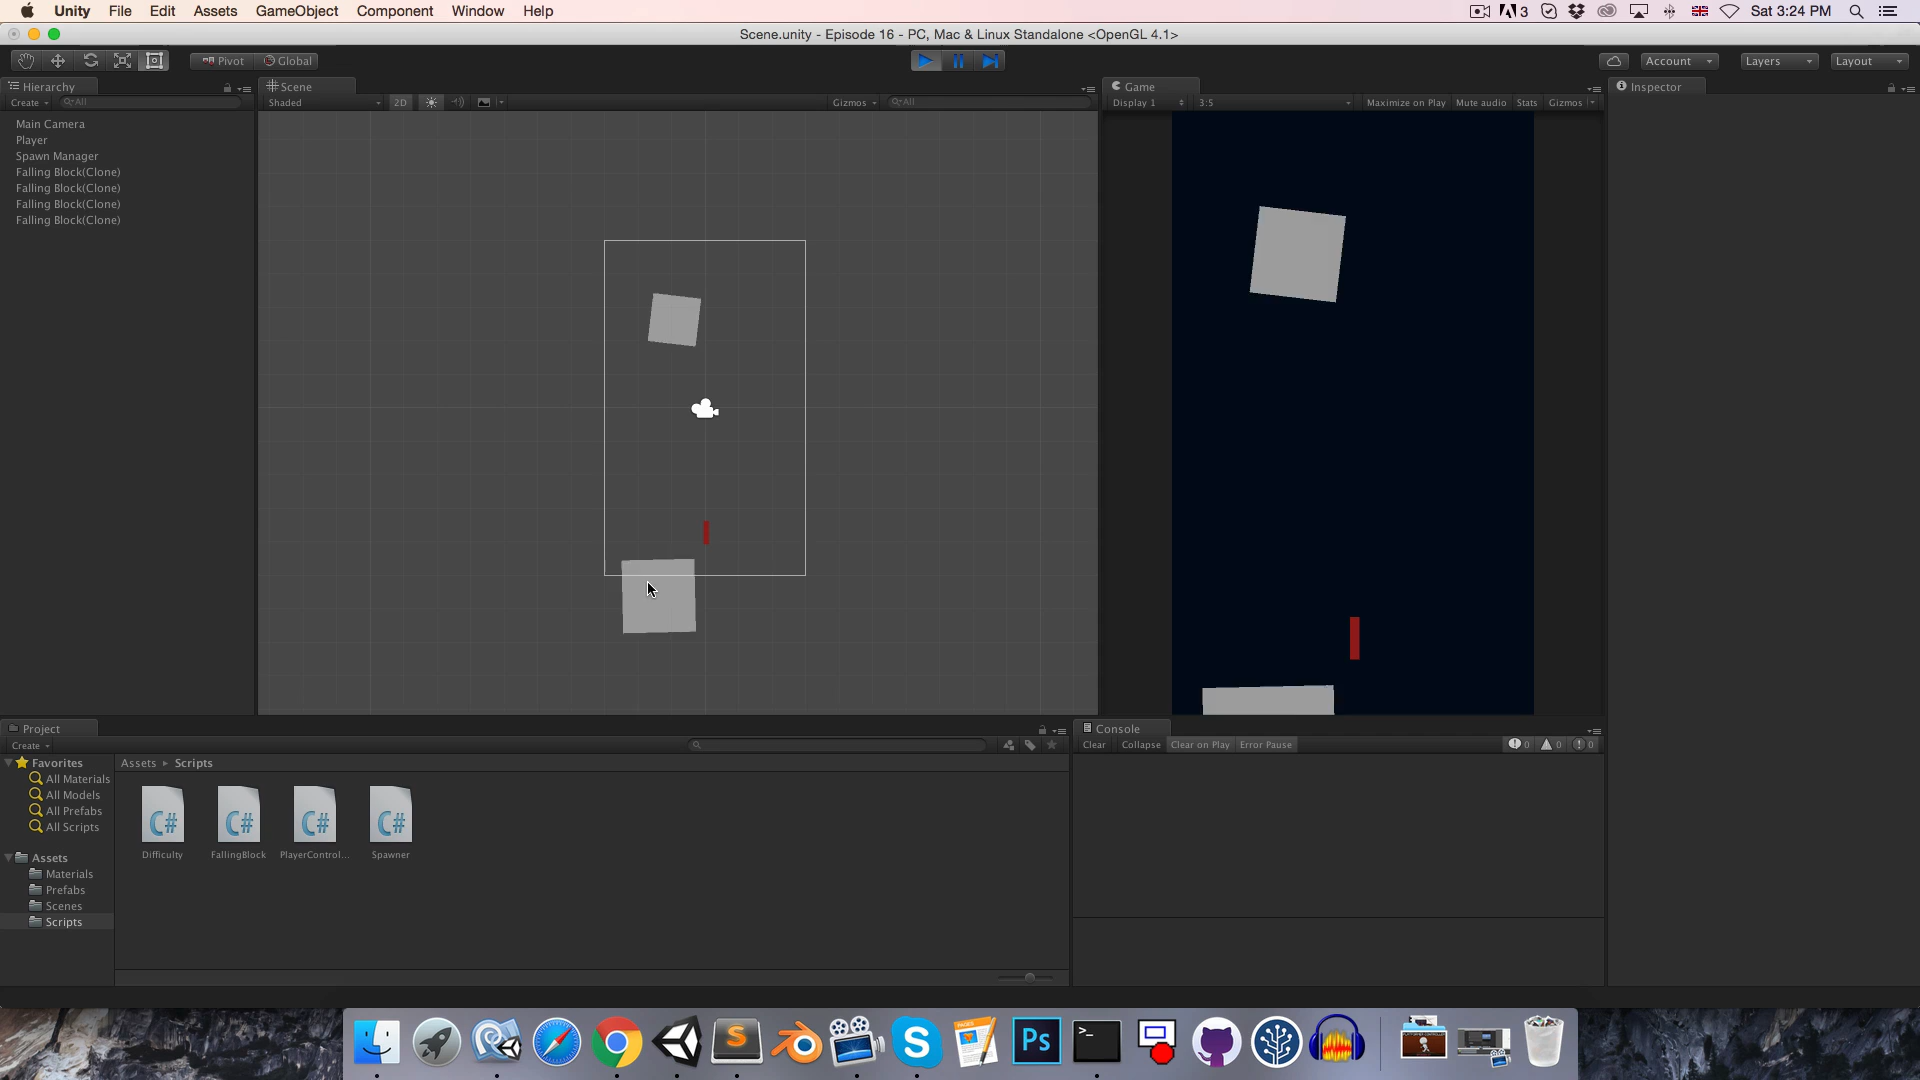 Unity File Edit Assets GameObject Component Window Help 3 Sat 3:24 PM
Scene.unity - Episode 16 - PC, Mac & Linux Standalone <OpenGL 4.1>
Pivot Global Account Layers Layout
Hierarchy Scene Game Inspector
Create All Shaded 2D Gizmos All Display 1 3:5 Maximize on Play Mute audio Stats Gizmos
Main Camera
Player
Spawn Manager
Falling Block(Clone)
Falling Block(Clone)
Falling Block(Clone)
Falling Block(Clone)
Project Console
Create Clear Collapse Clear on Play Error Pause 0 0 0
Favorites Assets Scripts
All Materials
All Models
All Prefabs
All Scripts
C# C# C# C#
Difficulty FallingBlock PlayerControl... Spawner
Assets
Materials
Prefabs
Scenes
Scripts
S S PAGES Ps >_